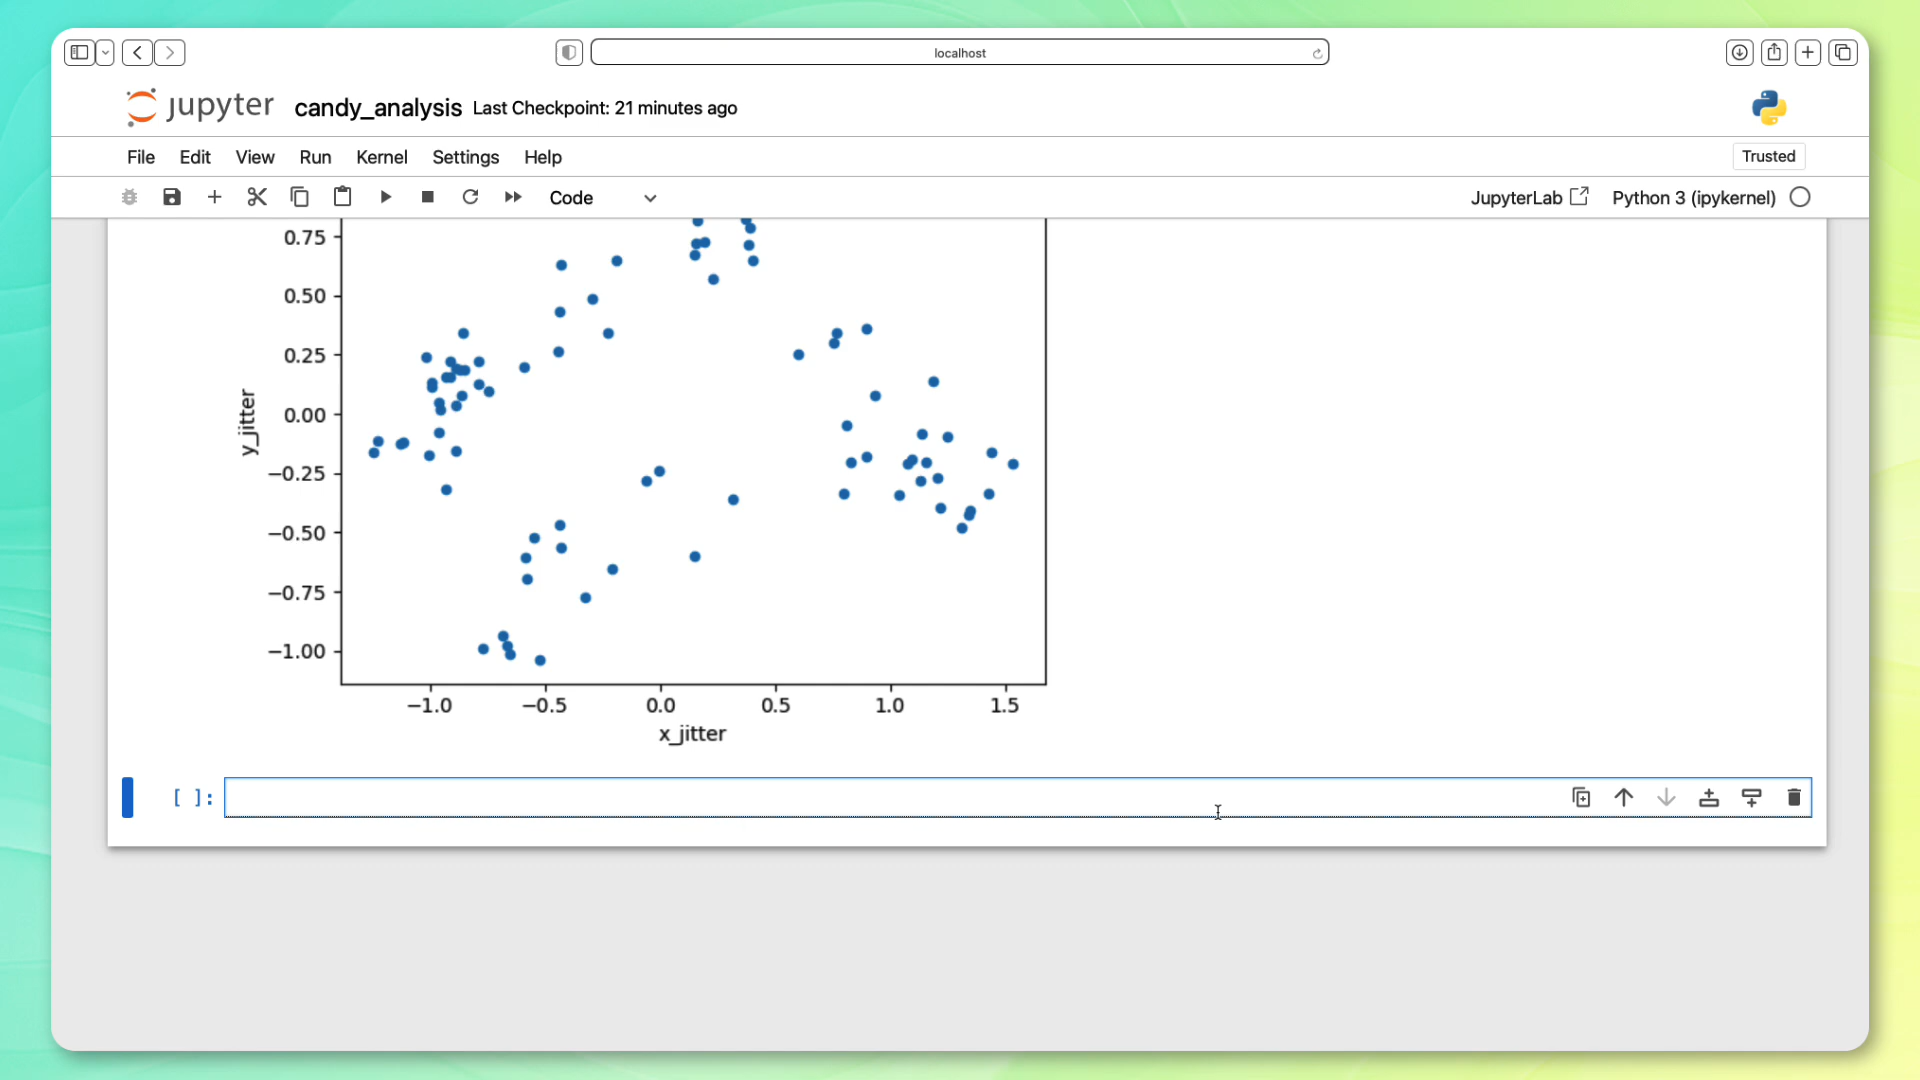 localhost
jupyter candy_analysis Last Checkpoint: 21 minutes ago
File Edit View Run Kernel Settings Help Trusted
Code JupyterLab Python 3 (ipykernel)
0.75
0.50
0.25
0.00
−0.25
−0.50
−0.75
−1.00
y_jitter
−1.0 −0.5 0.0 0.5 1.0 1.5
x_jitter
[ ]: